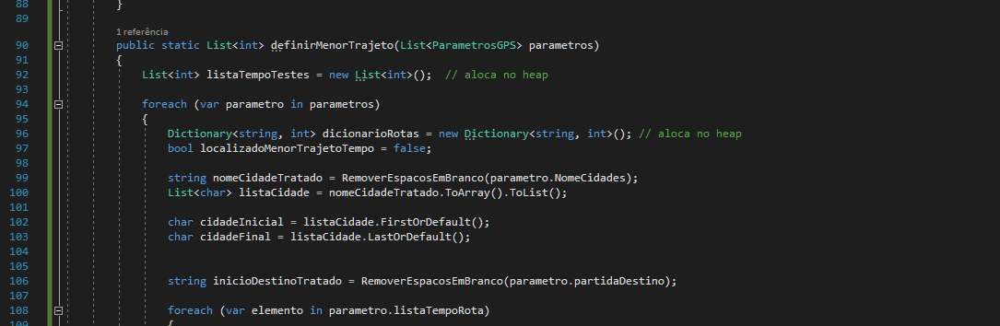 88 }
89
1 referência
90 public static List<int> definirMenorTrajeto(List<ParametrosGPS> parametros)
91 {
92 List<int> listaTempoTestes = new List<int>(); // aloca no heap
93
94 foreach (var parametro in parametros)
95 {
96 Dictionary<string, int> dicionarioRotas = new Dictionary<string, int>(); // aloca no heap
97 bool localizadoMenorTrajetoTempo = false;
98
99 string nomeCidadeTratado = RemoverEspacosEmBranco(parametro.NomeCidades);
100 List<char> listaCidade = nomeCidadeTratado.ToArray().ToList();
101
102 char cidadeInicial = listaCidade.FirstOrDefault();
103 char cidadeFinal = listaCidade.LastOrDefault();
104
105
106 string inicioDestinoTratado = RemoverEspacosEmBranco(parametro.partidaDestino);
107
108 foreach (var elemento in parametro.listaTempoRota)
109 {